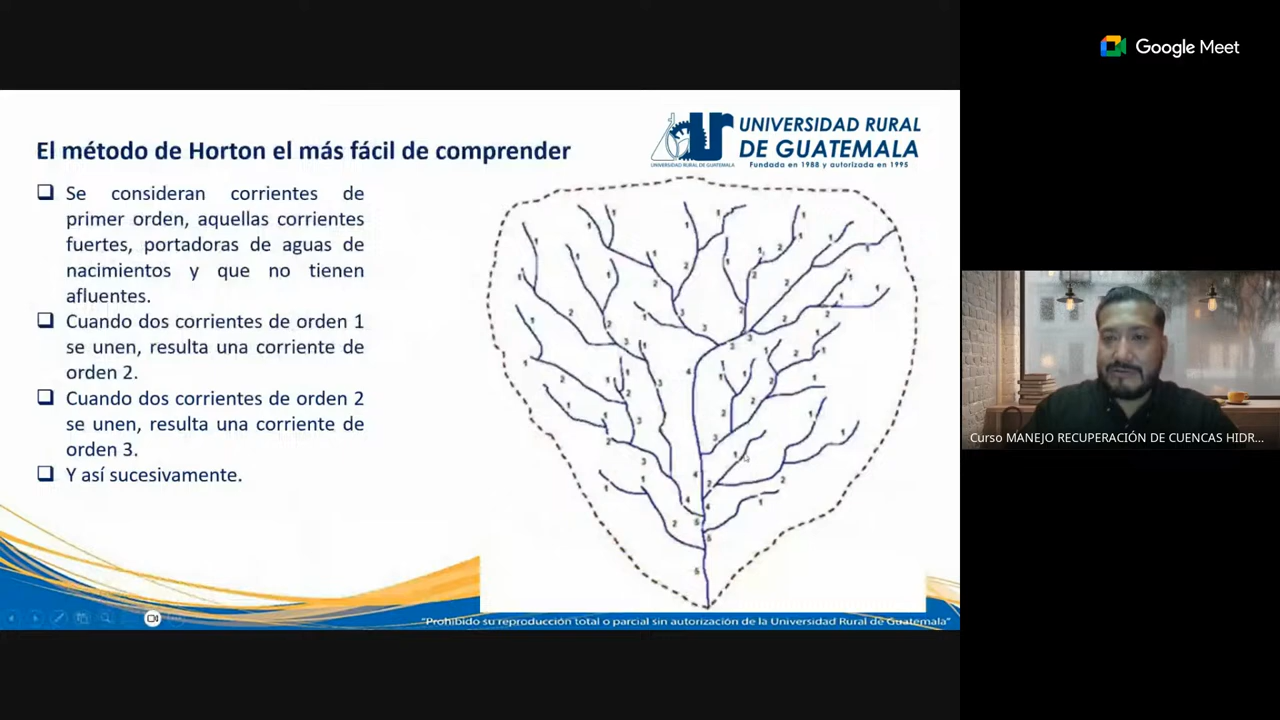 Google Meet
UNIVERSIDAD RURAL
DE GUATEMALA
Fundada en 1988 y autorizada en 1995
UNIVERSIDAD RURAL DE GUATEMALA
El método de Horton el más fácil de comprender
Se consideran corrientes de
primer orden, aquellas corrientes
fuertes, portadoras de aguas de
nacimientos y que no tienen
afluentes.
Cuando dos corrientes de orden 1
se unen, resulta una corriente de
orden 2.
Cuando dos corrientes de orden 2
se unen, resulta una corriente de
orden 3.
Y así sucesivamente.
Curso MANEJO RECUPERACIÓN DE CUENCAS HIDR...
"Prohibido su reproducción total o parcial sin autorización de la Universidad Rural de Guatemala"